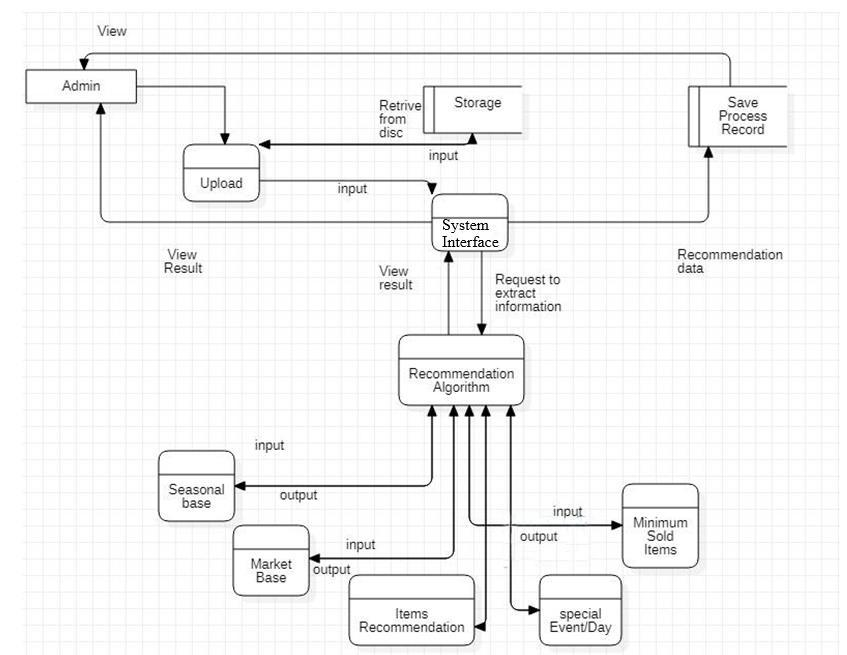 View
Admin
Retrive
from
disc
Storage
Save
Process
Record
input
Upload
input
System
Interface
View
Result
View
result
Request to
extract
information
Recommendation
data
Recommendation
Algorithm
input
Seasonal
base
output
input
output
Minimum
Sold
Items
input
output
Market
Base
Items
Recommendation
special
Event/Day